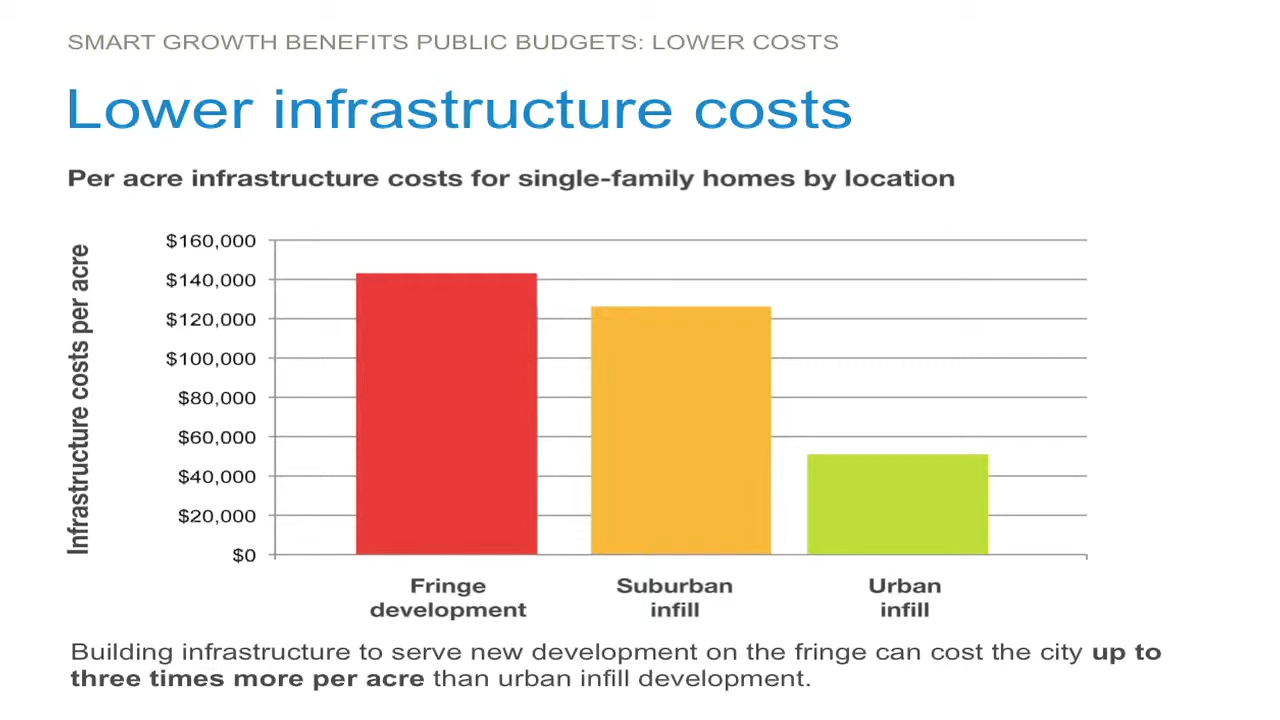 SMART GROWTH BENEFITS PUBLIC BUDGETS: LOWER COSTS
Lower infrastructure costs
Per acre infrastructure costs for single-family homes by location
Infrastructure costs per acre
$160,000
$140,000
$120,000
$100,000
$80,000
$60,000
$40,000
$20,000
$0
Fringe
development
Suburban
infill
Urban
infill
Building infrastructure to serve new development on the fringe can cost the city up to
three times more per acre than urban infill development.